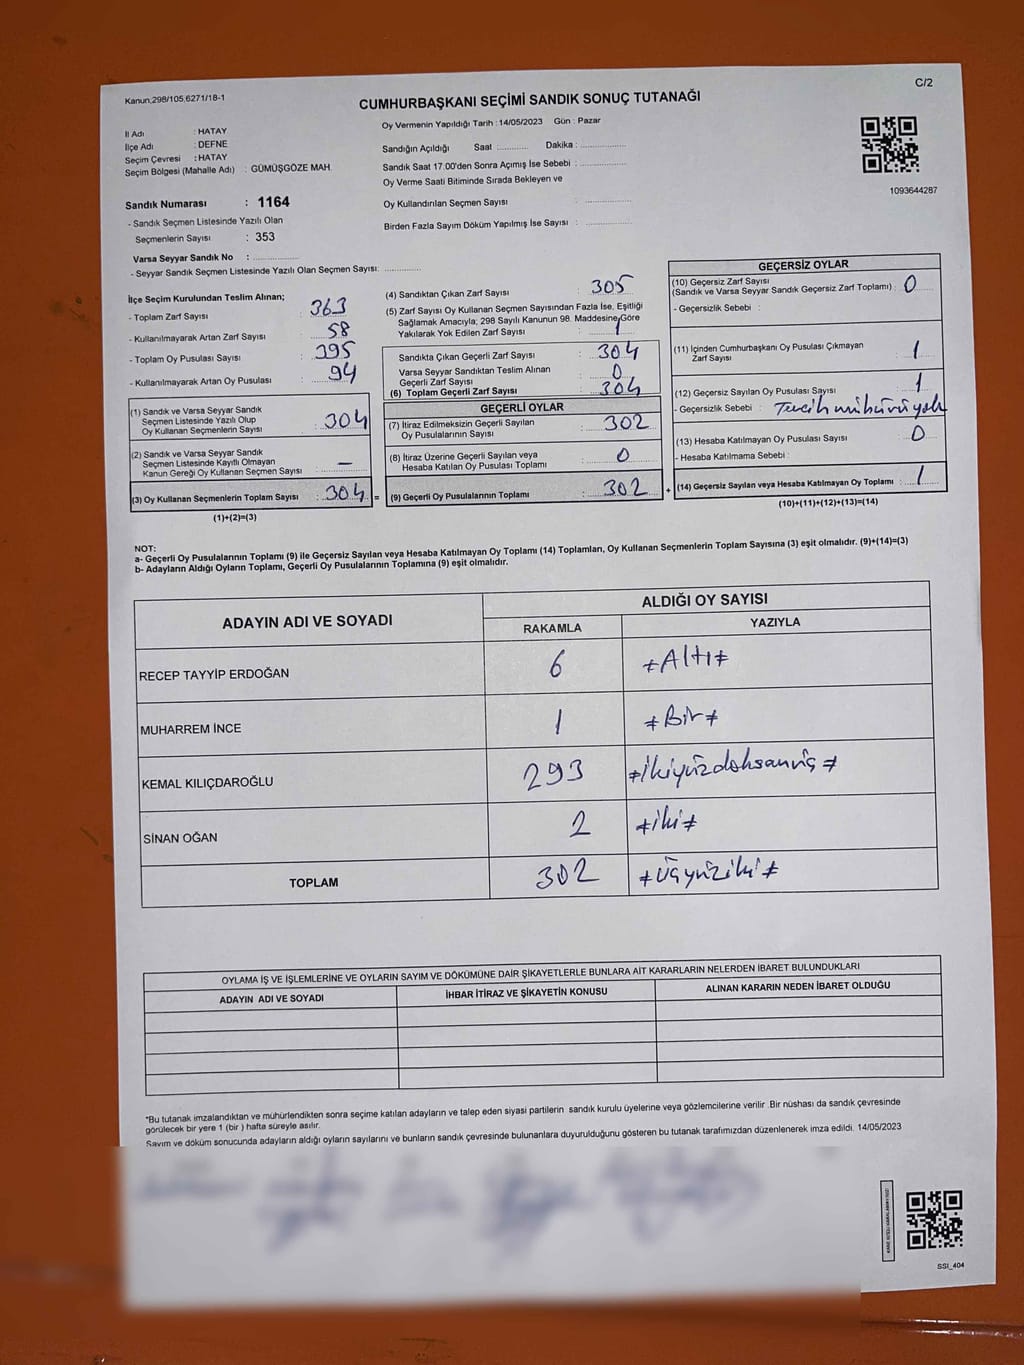 Kanun,298/105,6271/18-1
C/2
CUMHURBAŞKANI SEÇİMİ SANDIK SONUÇ TUTANAĞI
Oy Vermenin Yapıldığı Tarih : 14/05/2023 Gün : Pazar
İl Adı : HATAY
İlçe Adı : DEFNE
Seçim Çevresi : HATAY
Seçim Bölgesi (Mahalle Adı) : GÜMÜŞGÖZE MAH.
Sandığın Açıldığı Saat :........... Dakika :................
Sandık Saat 17:00'den Sonra Açımış İse Sebebi : ................
Oy Verme Saati Bitiminde Sırada Bekleyen ve
Oy Kullandırılan Seçmen Sayısı : ................
Birden Fazla Sayım Döküm Yapılmış İse Sayısı : ................
1093644287
Sandık Numarası : 1164
- Sandık Seçmen Listesinde Yazılı Olan
Seçmenlerin Sayısı : 353
Varsa Seyyar Sandık No : ................
- Seyyar Sandık Seçmen Listesinde Yazılı Olan Seçmen Sayısı: ................
İlçe Seçim Kurulundan Teslim Alınan;
- Toplam Zarf Sayısı : 363
- Kullanılmayarak Artan Zarf Sayısı : 58
- Toplam Oy Pusulası Sayısı : 395
- Kullanılmayarak Artan Oy Pusulası : 94
(1) Sandık ve Varsa Seyyar Sandık
Seçmen Listesinde Yazılı Olup
Oy Kullanan Seçmenlerin Sayısı : 304
(2) Sandık ve Varsa Seyyar Sandık
Seçmen Listesinde Kayıtlı Olmayan
Kanun Gereği Oy Kullanan Seçmen Sayısı : –
(3) Oy Kullanan Seçmenlerin Toplam Sayısı : 304 =
(1)+(2)=(3)
(4) Sandıktan Çıkan Zarf Sayısı : 305
(5) Zarf Sayısı Oy Kullanan Seçmen Sayısından Fazla İse, Eşitliği
Sağlamak Amacıyla; 298 Sayılı Kanunun 98. Maddesine Göre
Yakılarak Yok Edilen Zarf Sayısı : 1
Sandıkta Çıkan Geçerli Zarf Sayısı : 304
Varsa Seyyar Sandıktan Teslim Alınan
Geçerli Zarf Sayısı : 0
(6) Toplam Geçerli Zarf Sayısı : 304
GEÇERLİ OYLAR
(7) İtiraz Edilmeksizin Geçerli Sayılan
Oy Pusulalarının Sayısı : 302
(8) İtiraz Üzerine Geçerli Sayılan veya
Hesaba Katılan Oy Pusulası Toplamı : 0
(9) Geçerli Oy Pusulalarının Toplamı : 302 +
GEÇERSİZ OYLAR
(10) Geçersiz Zarf Sayısı
(Sandık ve Varsa Seyyar Sandık Geçersiz Zarf Toplamı) : 0
- Geçersizlik Sebebi :
(11) İçinden Cumhurbaşkanı Oy Pusulası Çıkmayan
Zarf Sayısı : 1
(12) Geçersiz Sayılan Oy Pusulası Sayısı : 1
- Geçersizlik Sebebi : Tercih mührü yok
(13) Hesaba Katılmayan Oy Pusulası Sayısı : 0
- Hesaba Katılmama Sebebi :
(14) Geçersiz Sayılan veya Hesaba Katılmayan Oy Toplamı : 1
(10)+(11)+(12)+(13)=(14)
NOT:
a- Geçerli Oy Pusulalarının Toplamı (9) ile Geçersiz Sayılan veya Hesaba Katılmayan Oy Toplamı (14) Toplamları, Oy Kullanan Seçmenlerin Toplam Sayısına (3) eşit olmalıdır. (9)+(14)=(3)
b- Adayların Aldığı Oyların Toplamı, Geçerli Oy Pusulalarının Toplamına (9) eşit olmalıdır.
ADAYIN ADI VE SOYADI ALDIĞI OY SAYISI
RAKAMLA YAZIYLA
RECEP TAYYİP ERDOĞAN 6 ≠Altı≠
MUHARREM İNCE 1 ≠Bir≠
KEMAL KILIÇDAROĞLU 293 ≠ikiyüzdoksanüç≠
SİNAN OĞAN 2 ≠iki≠
TOPLAM 302 ≠üçyüziki≠
OYLAMA İŞ VE İŞLEMLERİNE VE OYLARIN SAYIM VE DÖKÜMÜNE DAİR ŞİKAYETLERLE BUNLARA AİT KARARLARIN NELERDEN İBARET BULUNDUKLARI
ADAYIN ADI VE SOYADI İHBAR İTİRAZ VE ŞİKAYETİN KONUSU ALINAN KARARIN NEDEN İBARET OLDUĞU
*Bu tutanak imzalandıktan ve mühürlendikten sonra seçime katılan adayların ve talep eden siyasi partilerin sandık kurulu üyelerine veya gözlemcilerine verilir .Bir nüshası da sandık çevresinde
görülecek bir yere 1 (bir ) hafta süreyle asılır.
Sayım ve döküm sonucunda adayların aldığı oyların sayılarını ve bunların sandık çevresinde bulunanlara duyurulduğunu gösteren bu tutanak tarafımızdan düzenlenerek imza edildi. 14/05/2023
SSI_404